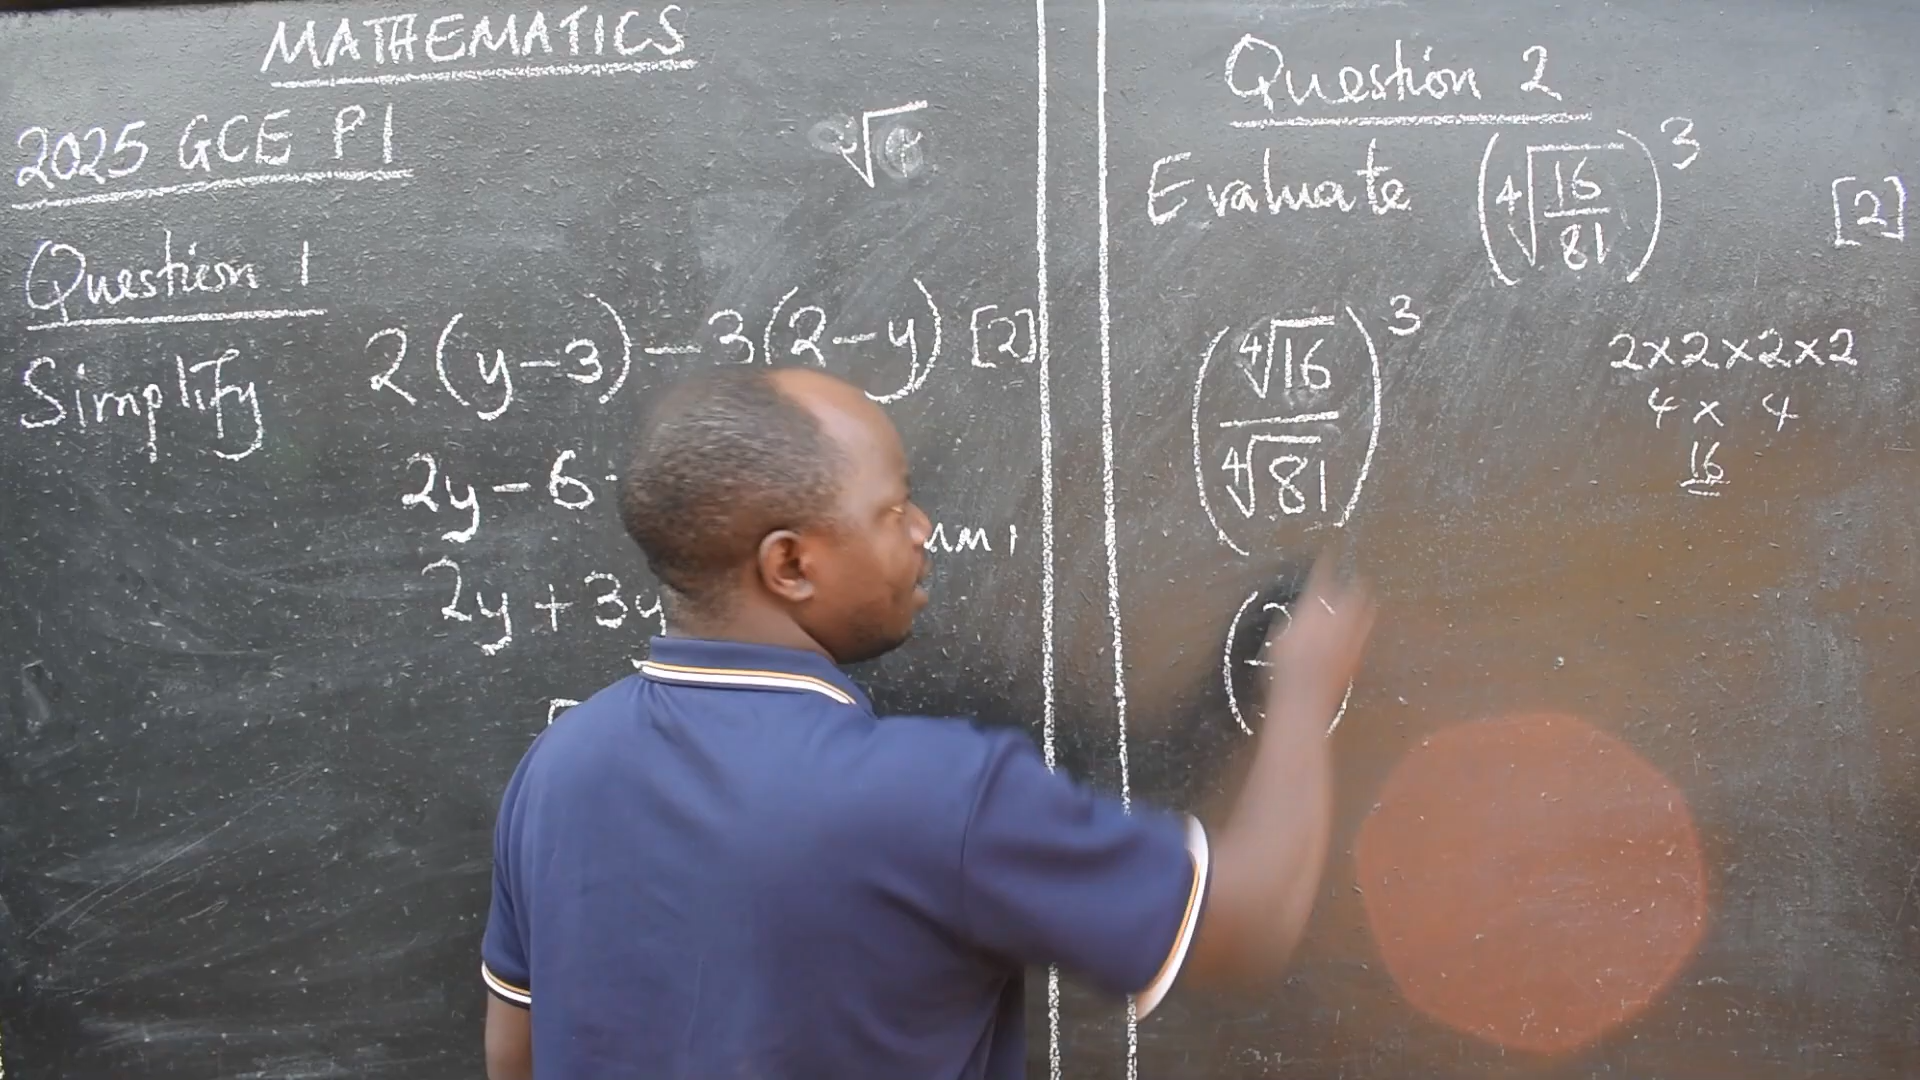 MATHEMATICS
2025 GCE P1
√
Question 1
Simplify 2(y-3)-3(2-y) [2]
2y-6
2y+3y
Question 2
Evaluate (⁴√(16/81))³ [2]
(⁴√16/⁴√81)³
2×2×2×2
4×4
16
(2